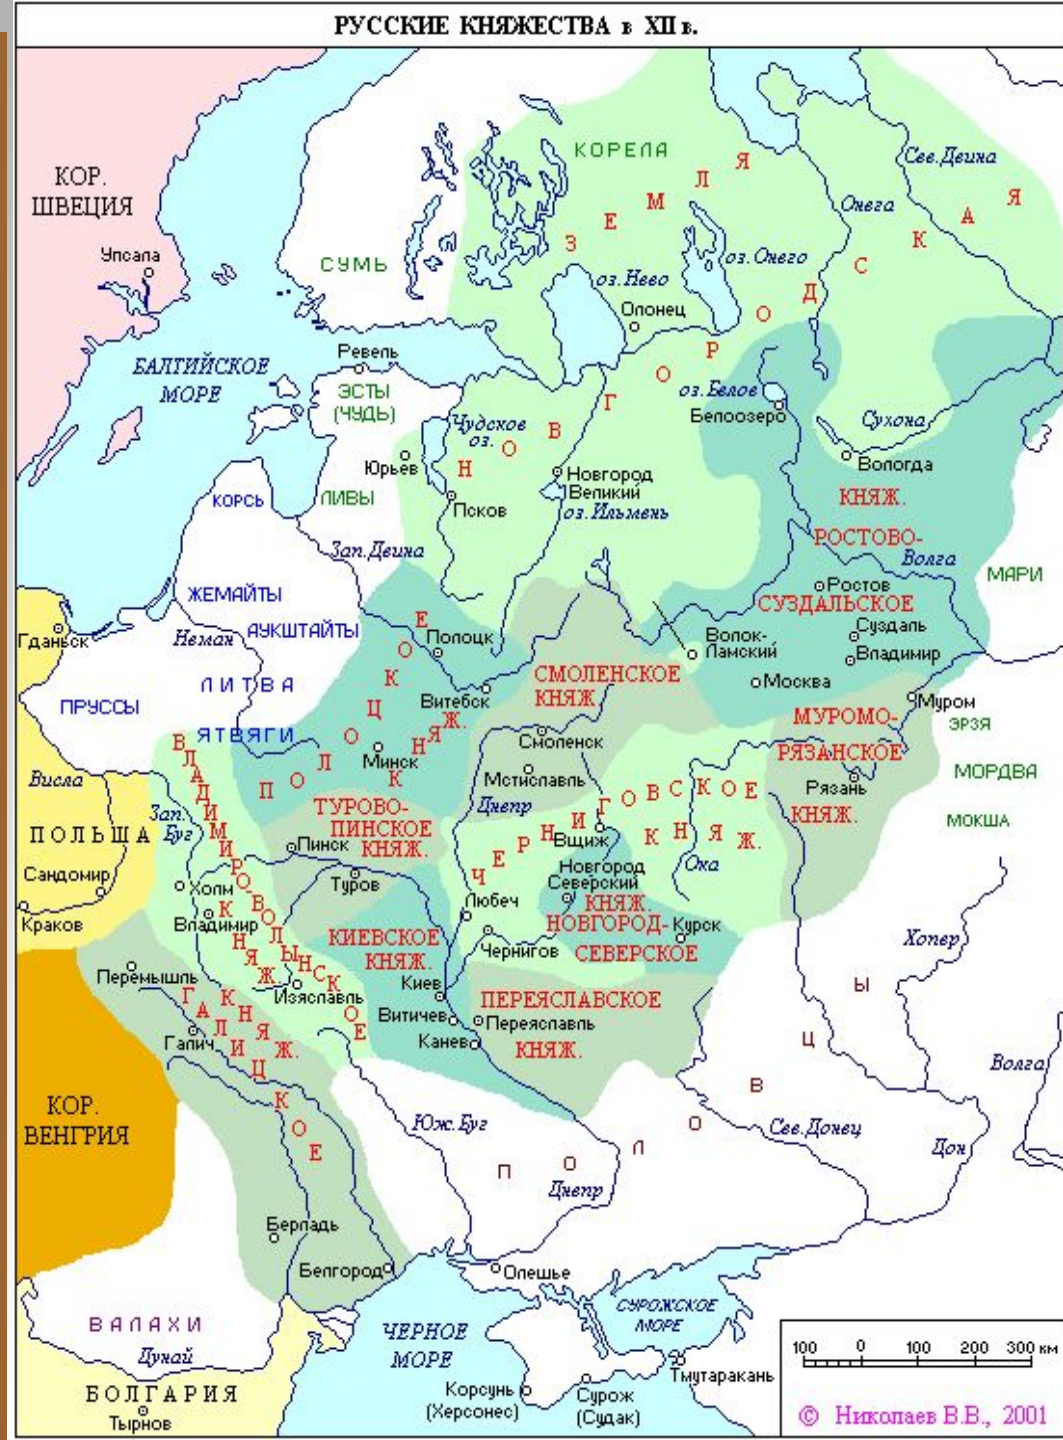 РУССКИЕ КНЯЖЕСТВА в XII в.
КОР.
ШВЕЦИЯ
Упсала
КОРЕЛА
СУМЬ
Сев.Двина
Онега
оз.Нево
оз.Онего
Олонец
НОВГОРОДСКАЯ
ЗЕМЛЯ
БАЛТИЙСКОЕ
МОРЕ
Ревель
ЭСТЫ
(ЧУДЬ)
Чудское
оз.
Юрьев
оз.Белое
Белоозеро
Сухона
Вологда
КОРСЬ
ЛИВЫ
Псков
Новгород
Великий
оз.Ильмень
КНЯЖ.
РОСТОВО-
СУЗДАЛЬСКОЕ
Зап.Двина
Волга
МАРИ
Ростов
Суздаль
Владимир
Москва
Волок-
Ламский
ЖЕМАЙТЫ
Неман
АУКШТАЙТЫ
Гданьск
ЛИТВА
ПРУССЫ
ЯТВЯГИ
Полоцк
Витебск
ПОЛОЦКОЕ
КНЯЖ.
Минск
СМОЛЕНСКОЕ
КНЯЖ.
Смоленск
Мстиславль
Днепр
Муром
МУРОМО-
РЯЗАНСКОЕ
КНЯЖ.
Рязань
ЭРЗЯ
МОРДВА
МОКША
Висла
ПОЛЬША
Зап.
Буг
Сандомир
Краков
ВЛАДИМИРОВОЛЫНСКОЕ
КНЯЖ.
Холм
Владимир
Изяславль
ТУРОВО-
ПИНСКОЕ
КНЯЖ.
Пинск
Туров
ЧЕРНИГОВСКОЕ
КНЯЖ.
Вщиж
Ока
Новгород
Северский
КНЯЖ.
НОВГОРОД-
СЕВЕРСКОЕ
Любеч
Чернигов
Курск
Хопер
КИЕВСКОЕ
КНЯЖ.
Киев
Витичев
Канев
ПЕРЕЯСЛАВСКОЕ
Переяславль
КНЯЖ.
Перемышль
ГАЛИЦКОЕ
КНЯЖ.
Галич
КОР.
ВЕНГРИЯ
Юж.Буг
ПОЛОВЦЫ
Днепр
Сев.Донец
Дон
Волга
Берладь
Белгород
Олешье
ВАЛАХИ
Дунай
БОЛГАРИЯ
Тырнов
ЧЕРНОЕ
МОРЕ
СУРОЖСКОЕ
МОРЕ
Корсунь
(Херсонес)
Сурож
(Судак)
Тмутаракань
100 0 100 200 300 км
© Николаев В.В., 2001